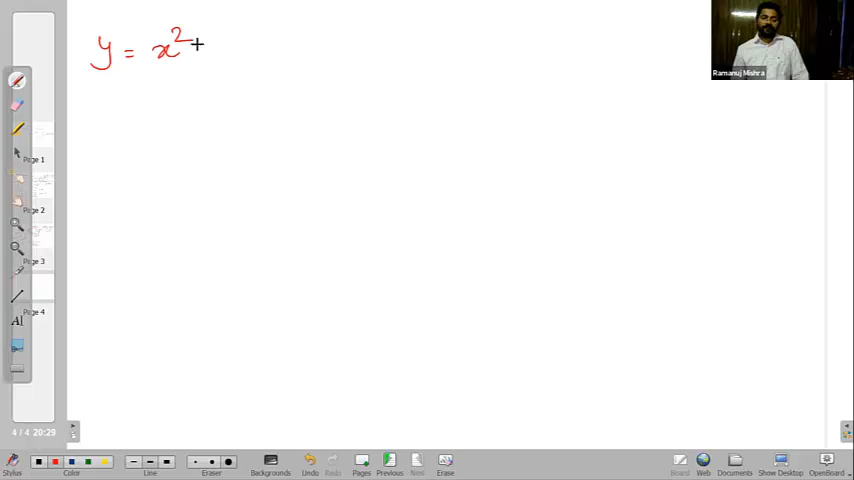 y = x²
Ramanuj Mishra
Page 1
Page 2
Page 3
Page 4
AI
4 / 4 20:29
Stylus
Color
Line
Eraser
Backgrounds
Undo
Redo
Pages
Previous
Next
Erase
Board
Web
Documents
Show Desktop
OpenBoard